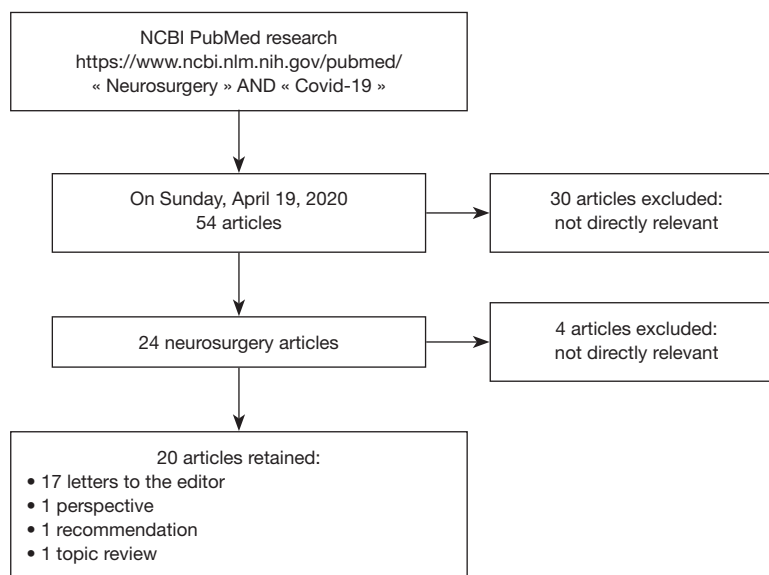 NCBI PubMed research
https://www.ncbi.nlm.nih.gov/pubmed/
« Neurosurgery » AND « Covid-19 »
On Sunday, April 19, 2020
54 articles
30 articles excluded:
not directly relevant
24 neurosurgery articles
4 articles excluded:
not directly relevant
20 articles retained:
• 17 letters to the editor
• 1 perspective
• 1 recommendation
• 1 topic review